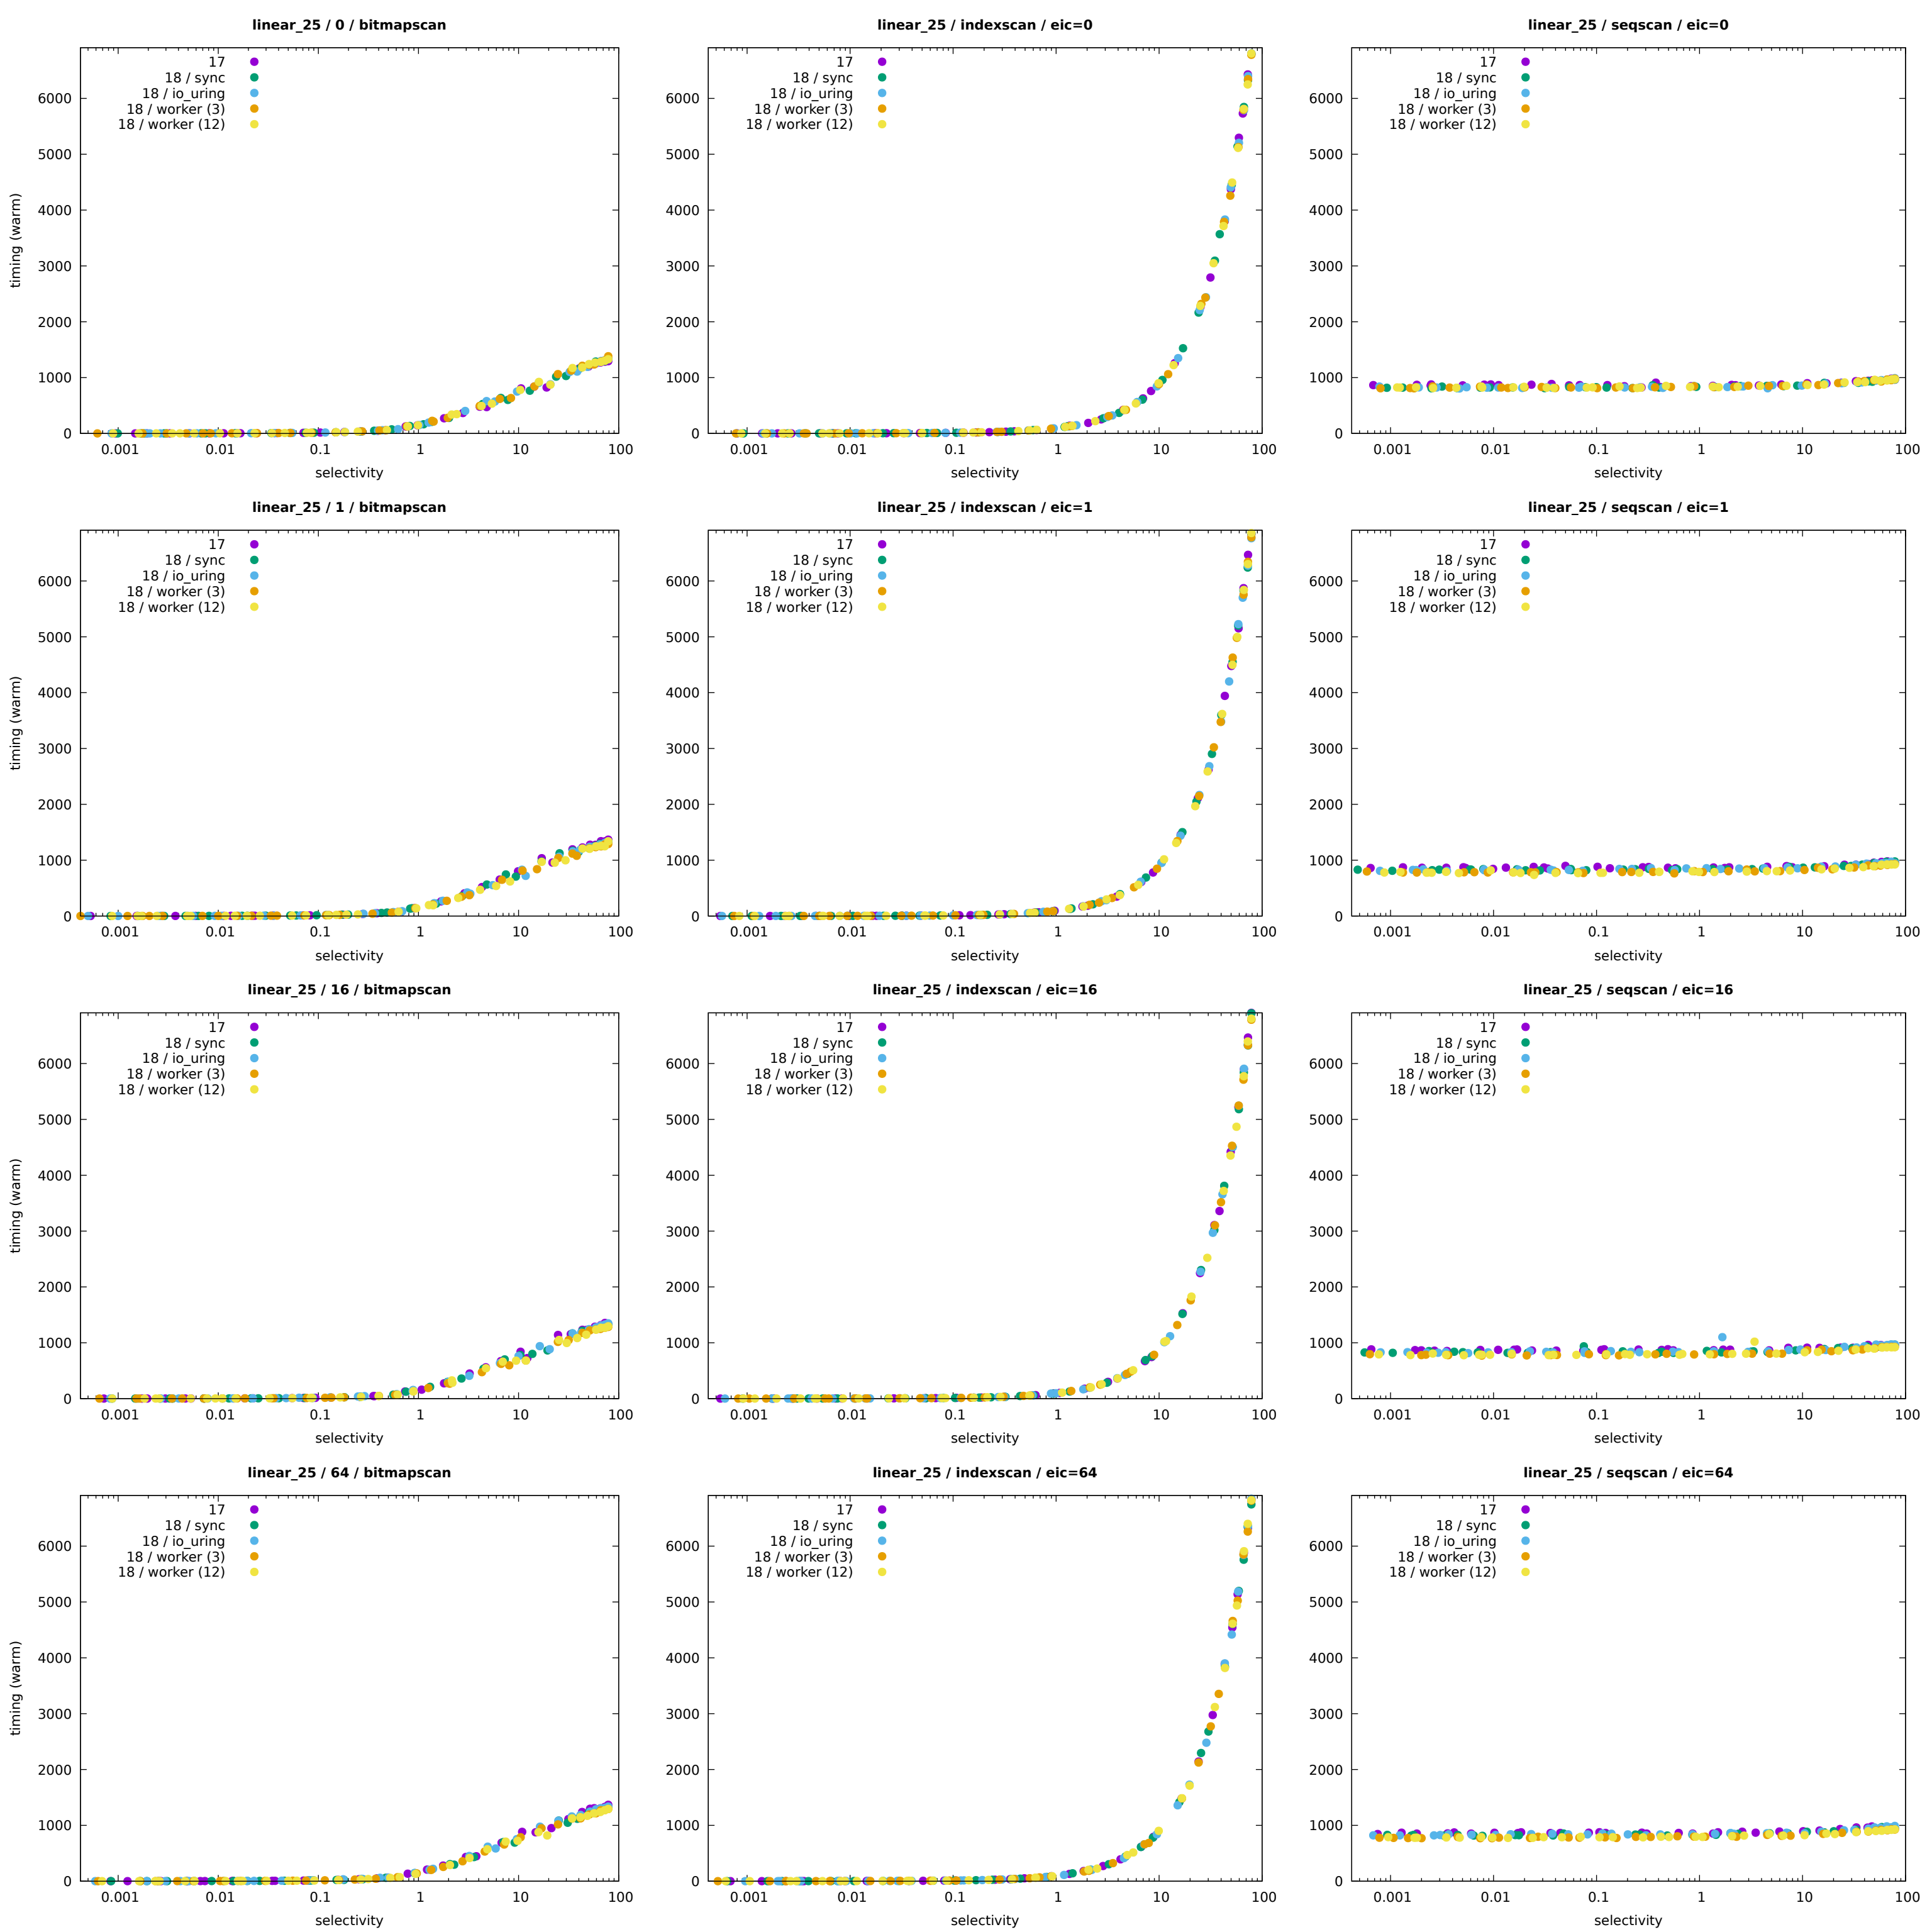 linear_25 / 0 / bitmapscan
timing (warm)
6000
5000
4000
3000
2000
1000
0
17
18 / sync
18 / io_uring
18 / worker (3)
18 / worker (12)
0.001 0.01 0.1 1 10 100
selectivity
linear_25 / indexscan / eic=0
6000
5000
4000
3000
2000
1000
0
17
18 / sync
18 / io_uring
18 / worker (3)
18 / worker (12)
0.001 0.01 0.1 1 10 100
selectivity
linear_25 / seqscan / eic=0
6000
5000
4000
3000
2000
1000
0
17
18 / sync
18 / io_uring
18 / worker (3)
18 / worker (12)
0.001 0.01 0.1 1 10 100
selectivity
linear_25 / 1 / bitmapscan
timing (warm)
6000
5000
4000
3000
2000
1000
0
17
18 / sync
18 / io_uring
18 / worker (3)
18 / worker (12)
0.001 0.01 0.1 1 10 100
selectivity
linear_25 / indexscan / eic=1
6000
5000
4000
3000
2000
1000
0
17
18 / sync
18 / io_uring
18 / worker (3)
18 / worker (12)
0.001 0.01 0.1 1 10 100
selectivity
linear_25 / seqscan / eic=1
6000
5000
4000
3000
2000
1000
0
17
18 / sync
18 / io_uring
18 / worker (3)
18 / worker (12)
0.001 0.01 0.1 1 10 100
selectivity
linear_25 / 16 / bitmapscan
timing (warm)
6000
5000
4000
3000
2000
1000
0
17
18 / sync
18 / io_uring
18 / worker (3)
18 / worker (12)
0.001 0.01 0.1 1 10 100
selectivity
linear_25 / indexscan / eic=16
6000
5000
4000
3000
2000
1000
0
17
18 / sync
18 / io_uring
18 / worker (3)
18 / worker (12)
0.001 0.01 0.1 1 10 100
selectivity
linear_25 / seqscan / eic=16
6000
5000
4000
3000
2000
1000
0
17
18 / sync
18 / io_uring
18 / worker (3)
18 / worker (12)
0.001 0.01 0.1 1 10 100
selectivity
linear_25 / 64 / bitmapscan
timing (warm)
6000
5000
4000
3000
2000
1000
0
17
18 / sync
18 / io_uring
18 / worker (3)
18 / worker (12)
0.001 0.01 0.1 1 10 100
selectivity
linear_25 / indexscan / eic=64
6000
5000
4000
3000
2000
1000
0
17
18 / sync
18 / io_uring
18 / worker (3)
18 / worker (12)
0.001 0.01 0.1 1 10 100
selectivity
linear_25 / seqscan / eic=64
6000
5000
4000
3000
2000
1000
0
17
18 / sync
18 / io_uring
18 / worker (3)
18 / worker (12)
0.001 0.01 0.1 1 10 100
selectivity